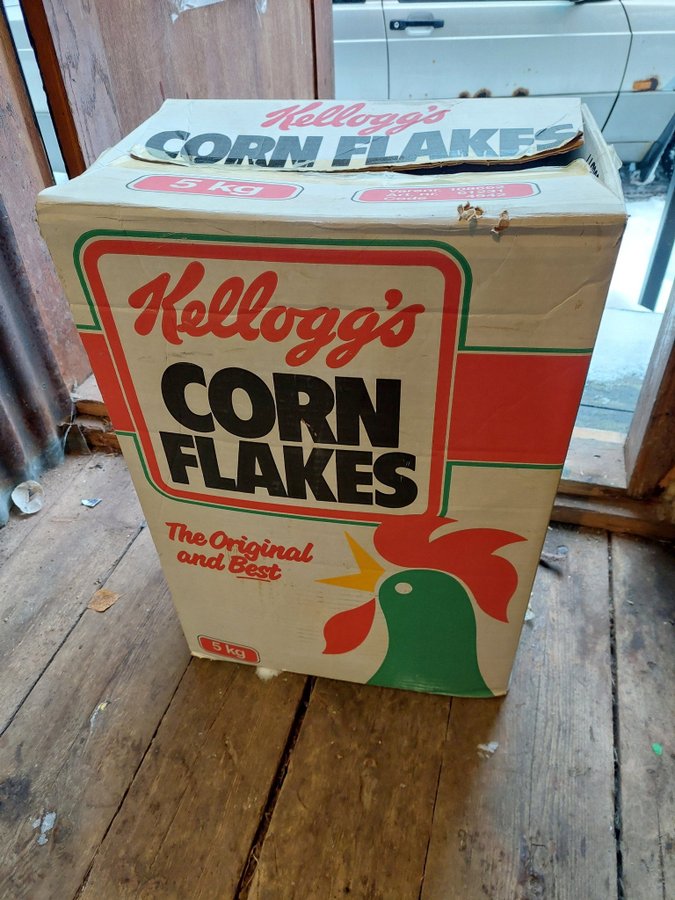 Kellogg's
CORN FLAKES
5 kg
Kellogg's
CORN
FLAKES
The Original
and Best
5 kg